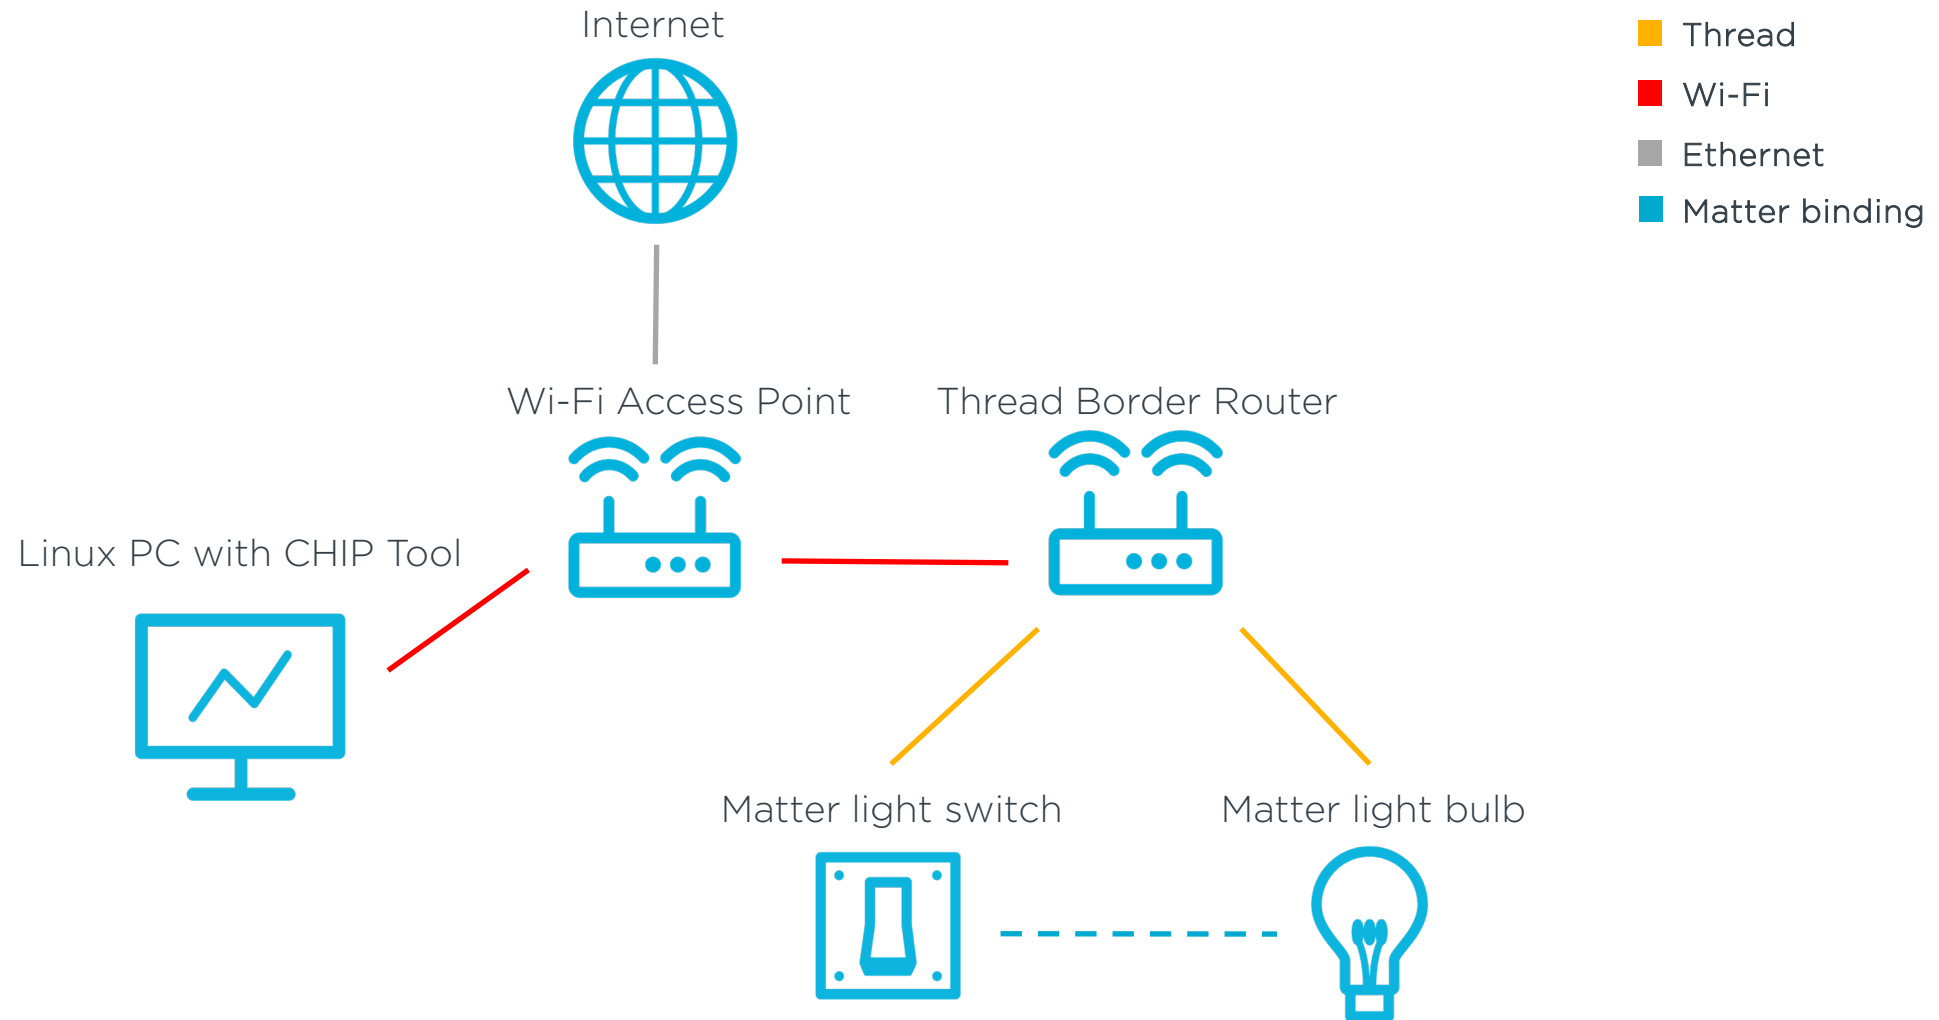 Internet
Thread
Wi-Fi
Ethernet
Matter binding
Wi-Fi Access Point
Thread Border Router
Linux PC with CHIP Tool
Matter light switch
Matter light bulb